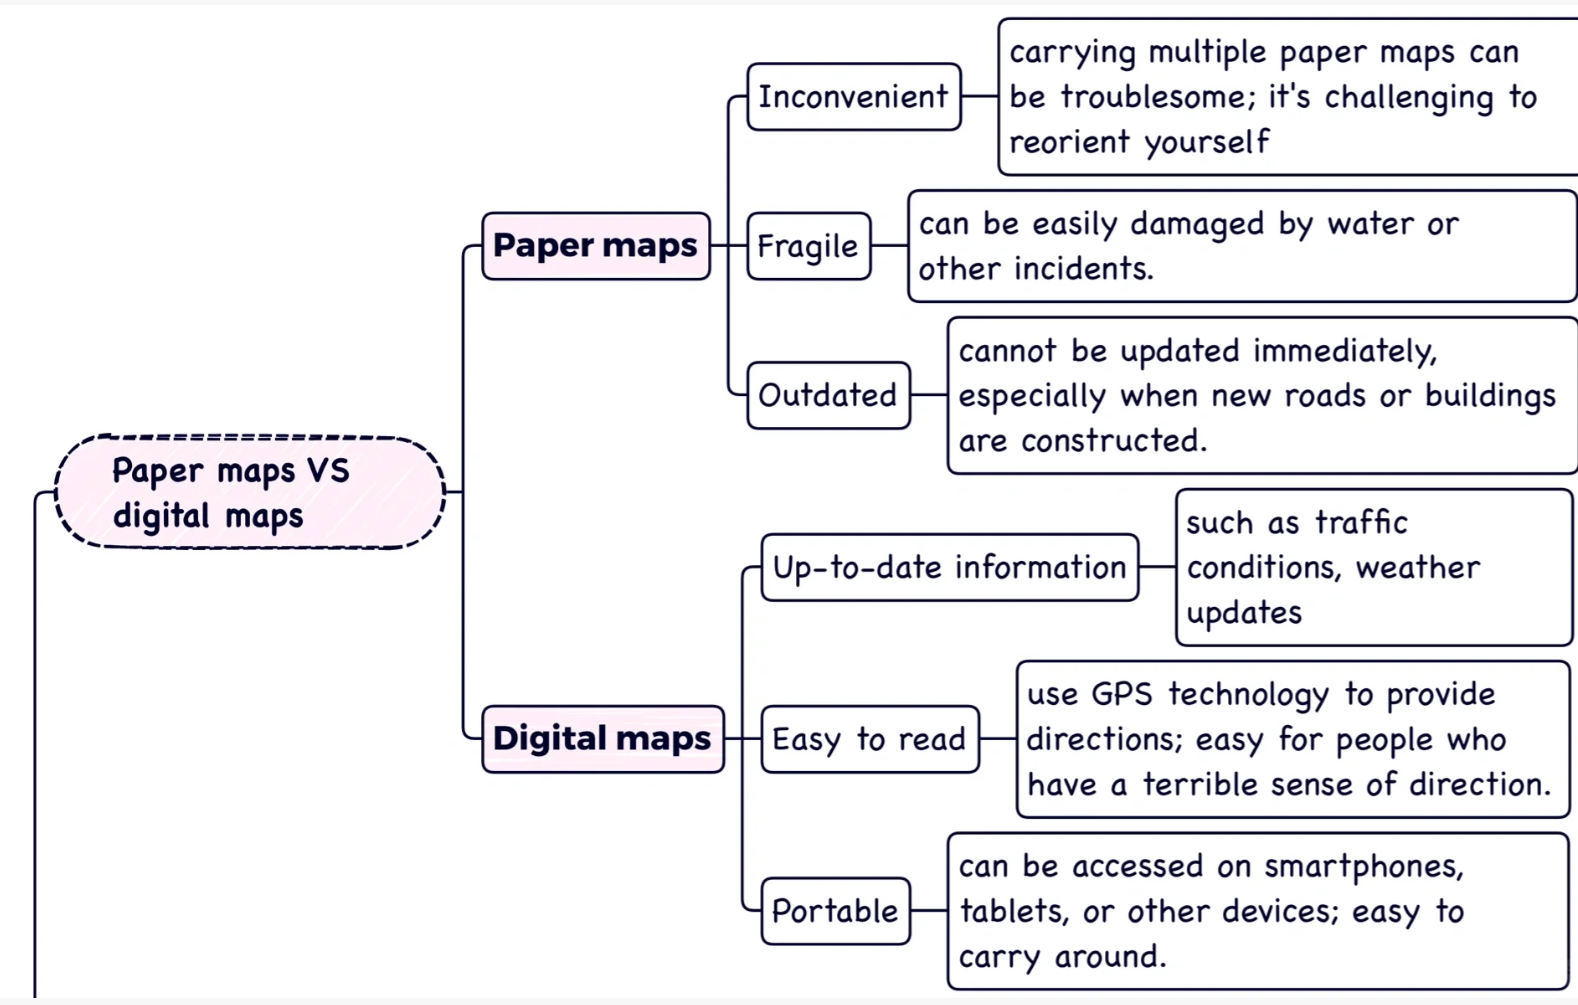 carrying multiple paper maps can
Inconvenient
be troublesome; it's challenging to
reorient yourself
can be easily damaged by water or
Paper maps
Fragile
other incidents.
cannot be updated immediately,
Outdated
especially when new roads or buildings
are constructed.
Paper maps VS
digital maps
such as traffic
Up-to-date information
conditions, weather
updates
use GPS technology to provide
Digital maps
Easy to read
directions; easy for people who
have a terrible sense of direction.
can be accessed on smartphones,
Portable
tablets, or other devices; easy to
carry around.